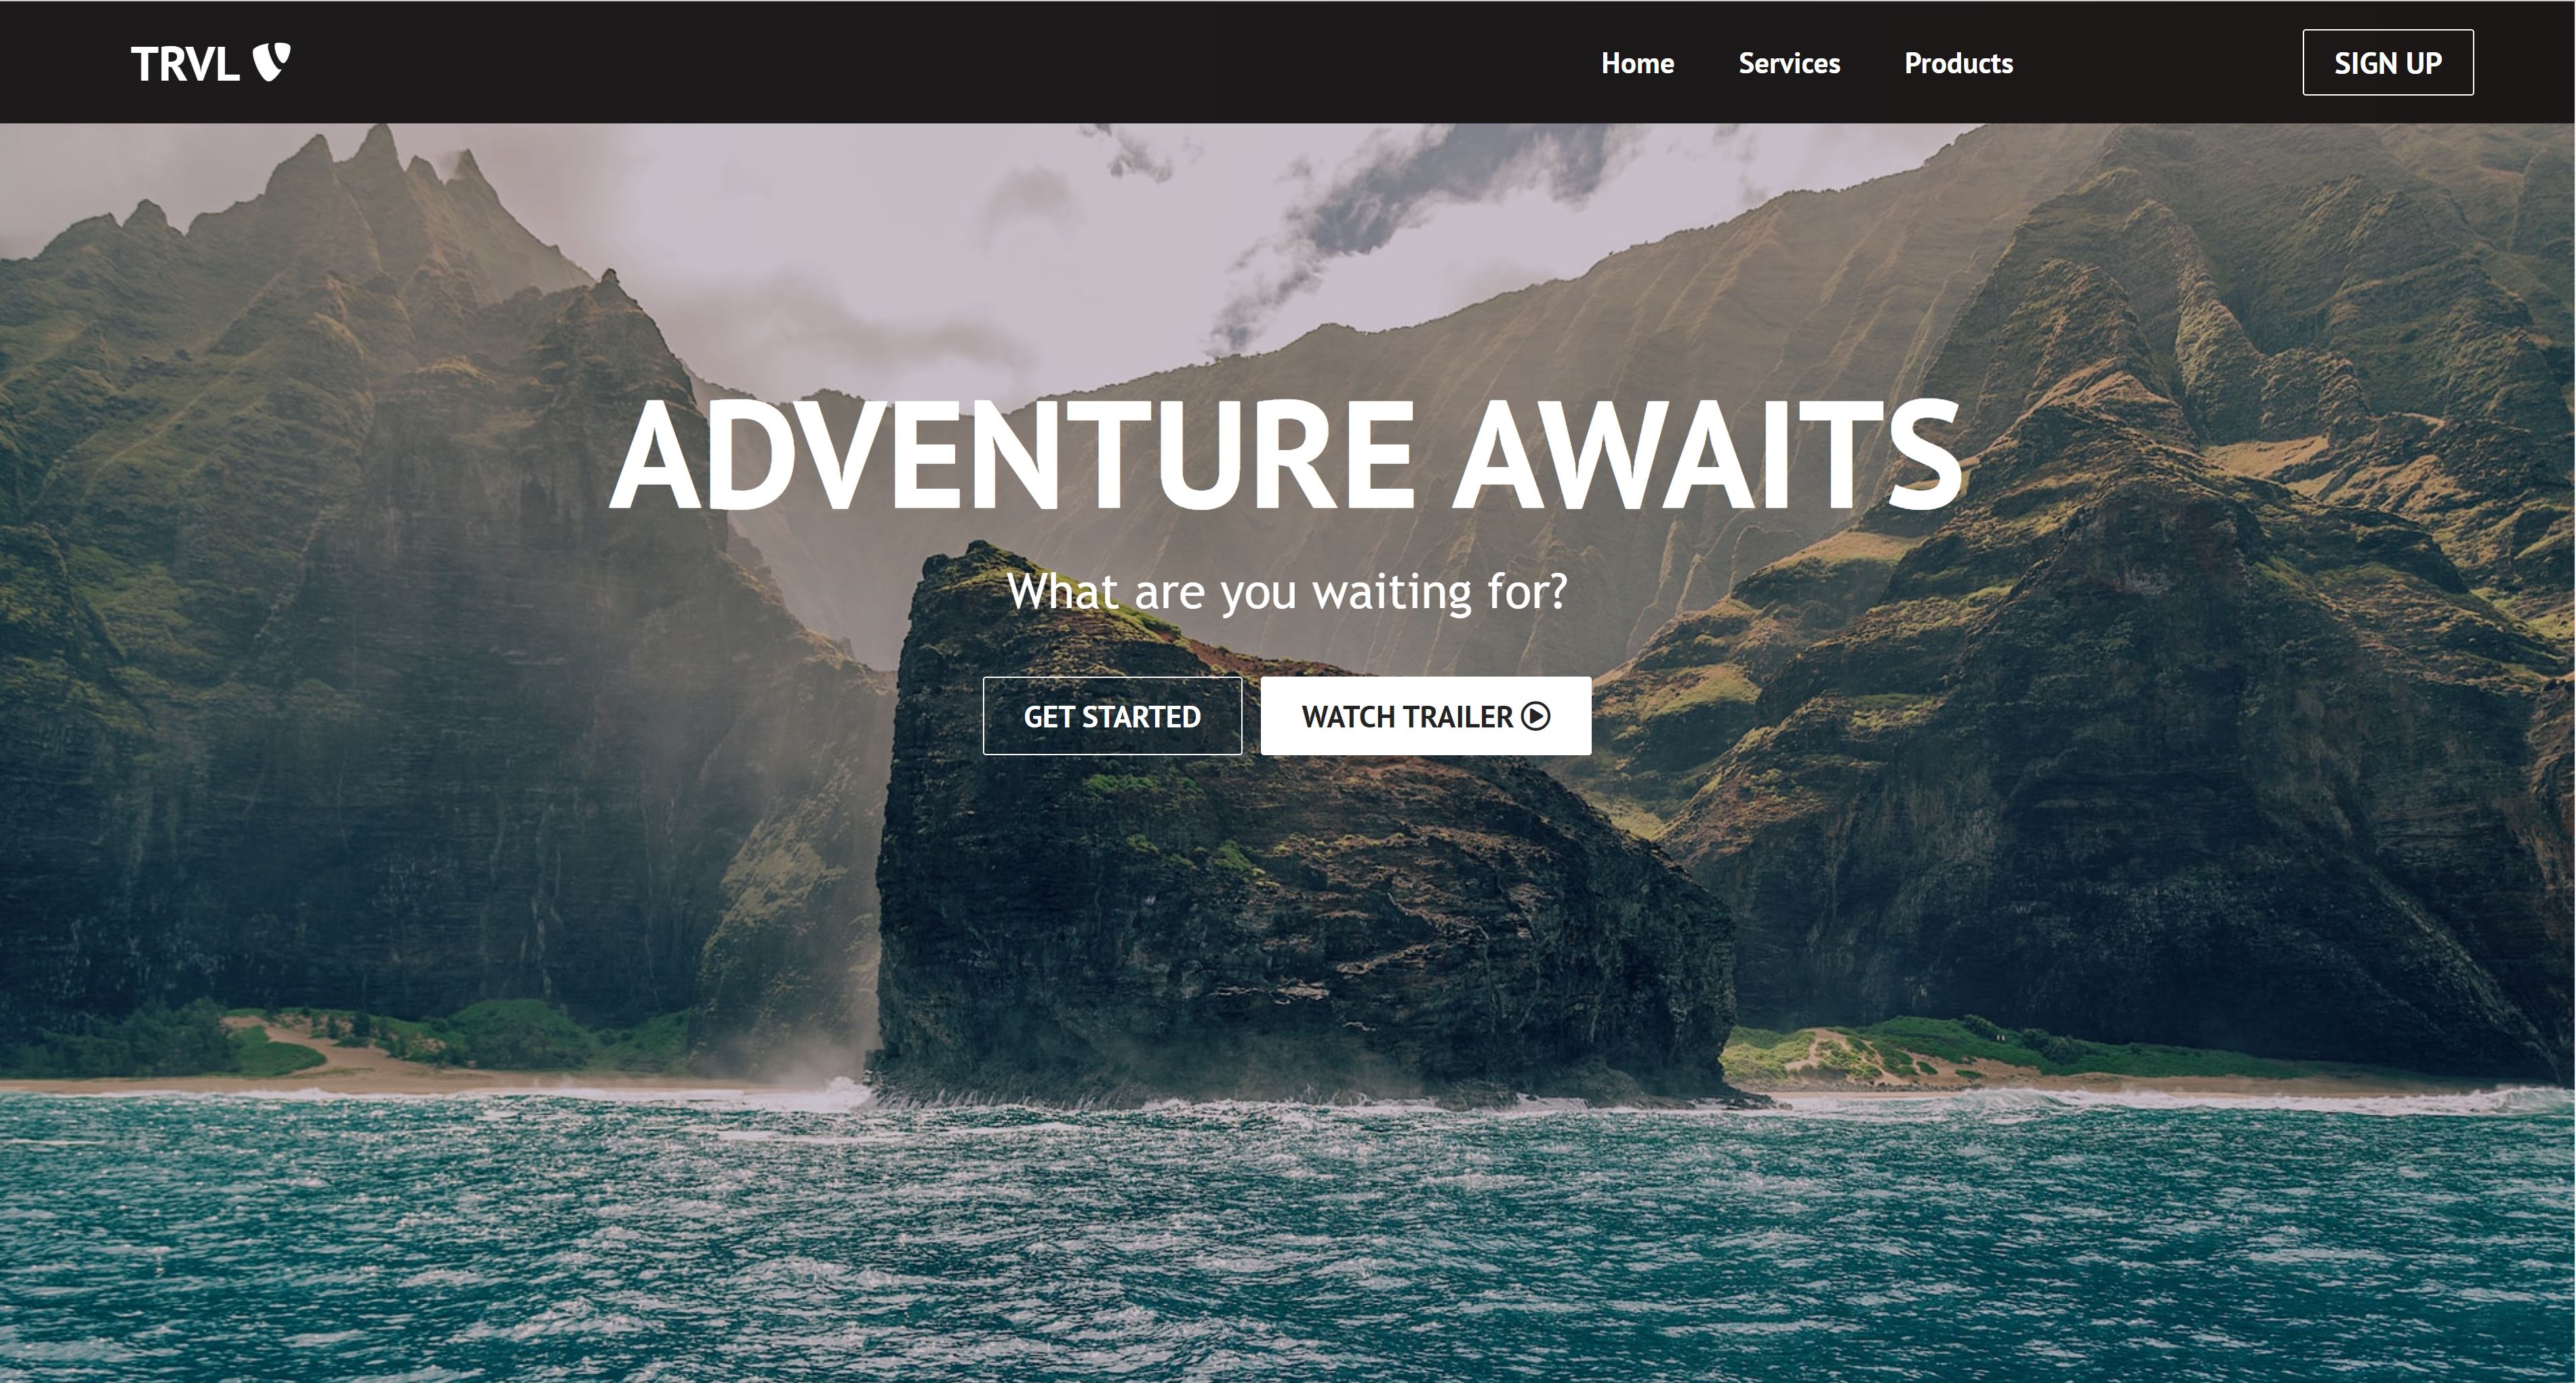 TRVL
Home Services Products
SIGN UP
ADVENTURE AWAITS
What are you waiting for?
GET STARTED
WATCH TRAILER